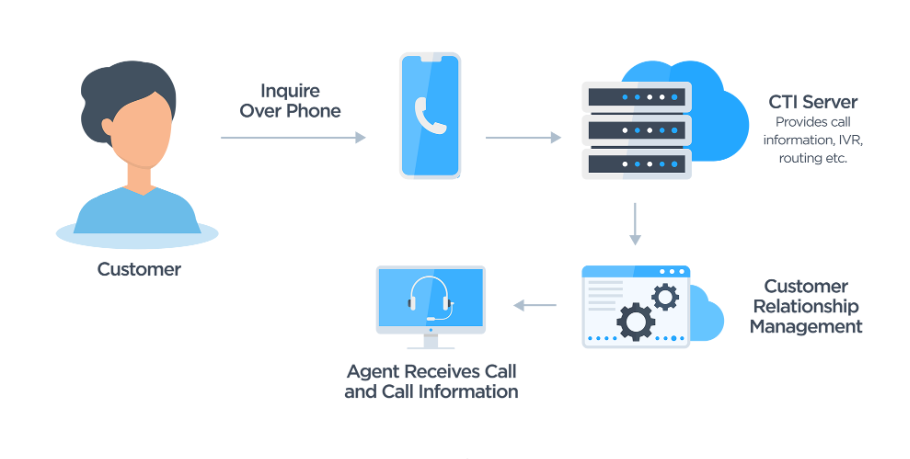 Inquire
Over Phone
CTI Server
Provides call
information, IVR,
routing etc.
Customer
Customer
Relationship
Management
Agent Receives Call
and Call Information